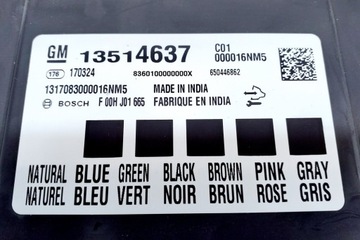 GM 13514637 C01
000016NM5
178 170324 8360100000000X 650446862
1317083000016NM5 MADE IN INDIA
BOSCH F 00H J01 665 FABRIQUE EN INDIA
NATURAL BLUE GREEN BLACK BROWN PINK GRAY
NATUREL BLEU VERT NOIR BRUN ROSE GRIS